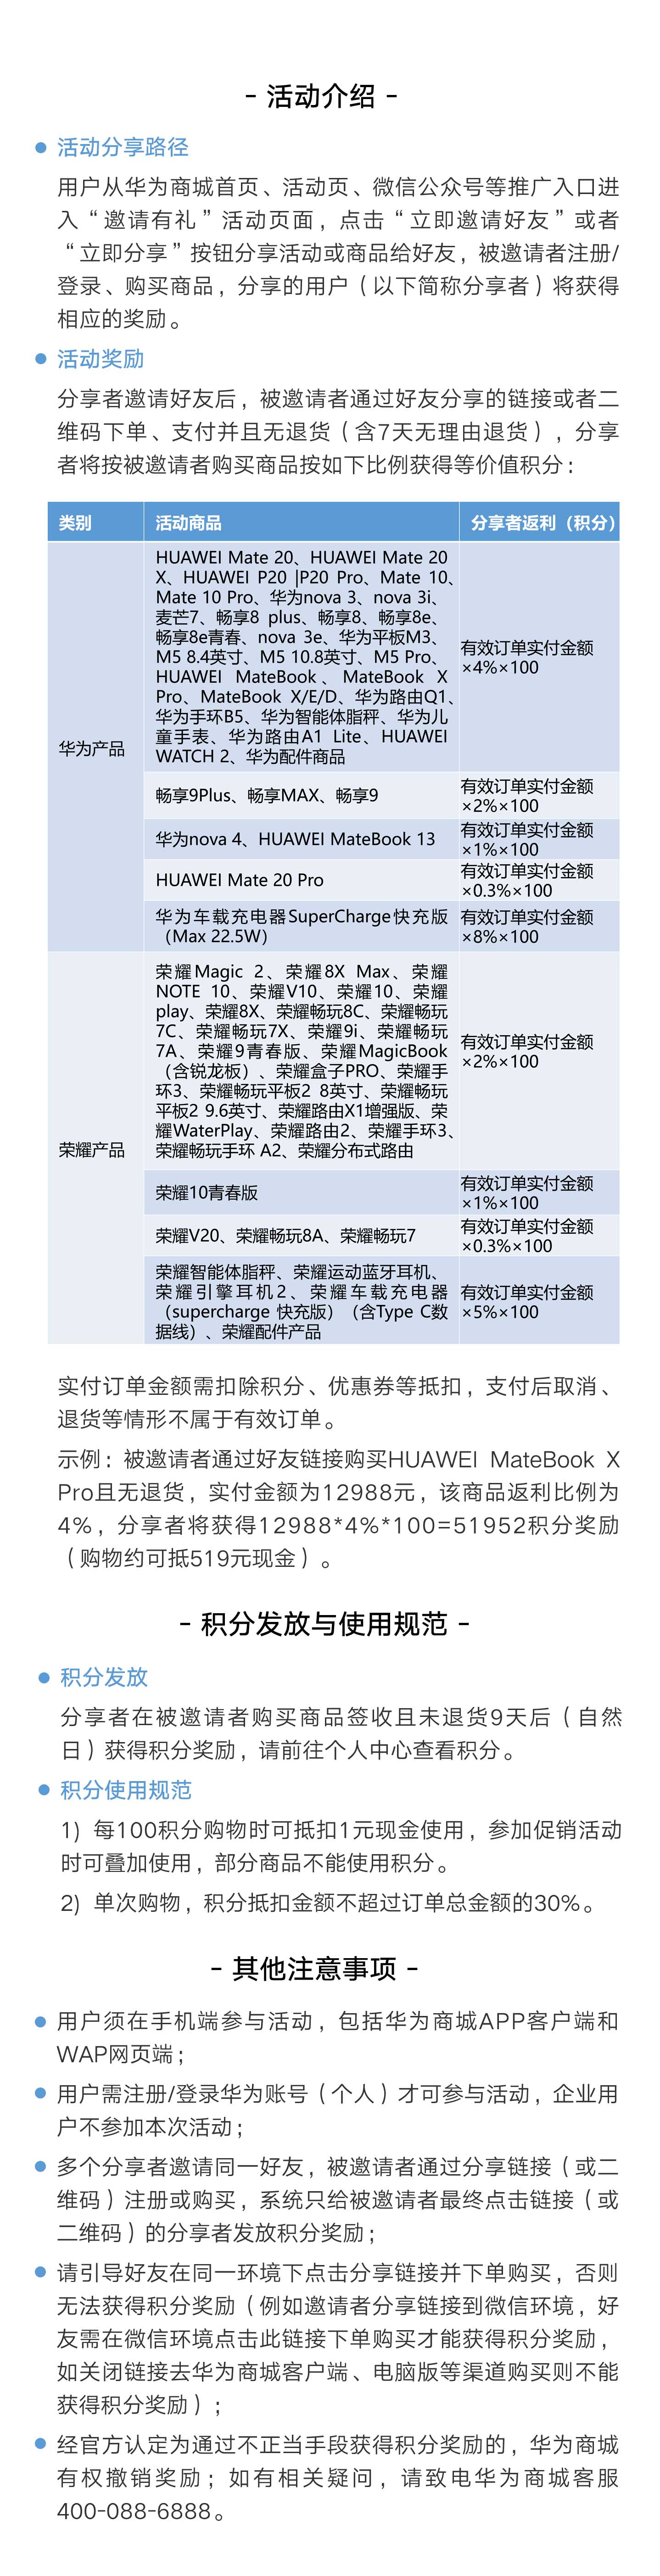 - 活动介绍 -
活动分享路径
用户从华为商城首页、活动页、微信公众号等推广入口进
入“邀请有礼”活动页面，点击“立即邀请好友”或者
“立即分享”按钮分享活动或商品给好友，被邀请者注册/
登录、购买商品，分享的用户（以下简称分享者）将获得
相应的奖励。
活动奖励
分享者邀请好友后，被邀请者通过好友分享的链接或者二
维码下单、支付并且无退货（含7天无理由退货），分享
者将按被邀请者购买商品按如下比例获得等价值积分：
类别 活动商品 分享者返利（积分）
华为产品
HUAWEI Mate 20、HUAWEI Mate 20
X、HUAWEI P20 |P20 Pro、Mate 10、
Mate 10 Pro、华为nova 3、nova 3i、
麦芒7、畅享8 plus、畅享8、畅享8e、
畅享8e青春、nova 3e、华为平板M3、
M5 8.4英寸、M5 10.8英寸、M5 Pro、
HUAWEI MateBook、MateBook X
Pro、MateBook X/E/D、华为路由Q1、
华为手环B5、华为智能体脂秤、华为儿
童手表、华为路由A1 Lite、HUAWEI
WATCH 2、华为配件商品
有效订单实付金额
×4%×100
畅享9Plus、畅享MAX、畅享9
有效订单实付金额
×2%×100
华为nova 4、HUAWEI MateBook 13
有效订单实付金额
×1%×100
HUAWEI Mate 20 Pro
有效订单实付金额
×0.3%×100
华为车载充电器SuperCharge快充版
（Max 22.5W）
有效订单实付金额
×8%×100
荣耀产品
荣耀Magic 2、荣耀8X Max、荣耀
NOTE 10、荣耀V10、荣耀10、荣耀
play、荣耀8X、荣耀畅玩8C、荣耀畅玩
7C、荣耀畅玩7X、荣耀9i、荣耀畅玩
7A、荣耀9青春版、荣耀MagicBook
（含锐龙板）、荣耀盒子PRO、荣耀手
环3、荣耀畅玩平板2 8英寸、荣耀畅玩
平板2 9.6英寸、荣耀路由X1增强版、荣
耀WaterPlay、荣耀路由2、荣耀手环3、
荣耀畅玩手环 A2、荣耀分布式路由
有效订单实付金额
×2%×100
荣耀10青春版
有效订单实付金额
×1%×100
荣耀V20、荣耀畅玩8A、荣耀畅玩7
有效订单实付金额
×0.3%×100
荣耀智能体脂秤、荣耀运动蓝牙耳机、
荣耀引擎耳机2、荣耀车载充电器
（supercharge 快充版）（含Type C数
据线）、荣耀配件产品
有效订单实付金额
×5%×100
实付订单金额需扣除积分、优惠券等抵扣，支付后取消、
退货等情形不属于有效订单。
示例：被邀请者通过好友链接购买HUAWEI MateBook X
Pro且无退货，实付金额为12988元，该商品返利比例为
4%，分享者将获得12988*4%*100=51952积分奖励
（购物约可抵519元现金）。
- 积分发放与使用规范 -
积分发放
分享者在被邀请者购买商品签收且未退货9天后（自然
日）获得积分奖励，请前往个人中心查看积分。
积分使用规范
1）每100积分购物时可抵扣1元现金使用，参加促销活动
时可叠加使用，部分商品不能使用积分。
2）单次购物，积分抵扣金额不超过订单总金额的30%。
- 其他注意事项 -
用户须在手机端参与活动，包括华为商城APP客户端和
WAP网页端；
用户需注册/登录华为账号（个人）才可参与活动，企业用
户不参加本次活动；
多个分享者邀请同一好友，被邀请者通过分享链接（或二
维码）注册或购买，系统只给被邀请者最终点击链接（或
二维码）的分享者发放积分奖励；
请引导好友在同一环境下点击分享链接并下单购买，否则
无法获得积分奖励（例如邀请者分享链接到微信环境，好
友需在微信环境点击此链接下单购买才能获得积分奖励，
如关闭链接去华为商城客户端、电脑版等渠道购买则不能
获得积分奖励）；
经官方认定为通过不正当手段获得积分奖励的，华为商城
有权撤销奖励；如有相关疑问，请致电华为商城客服
400-088-6888。